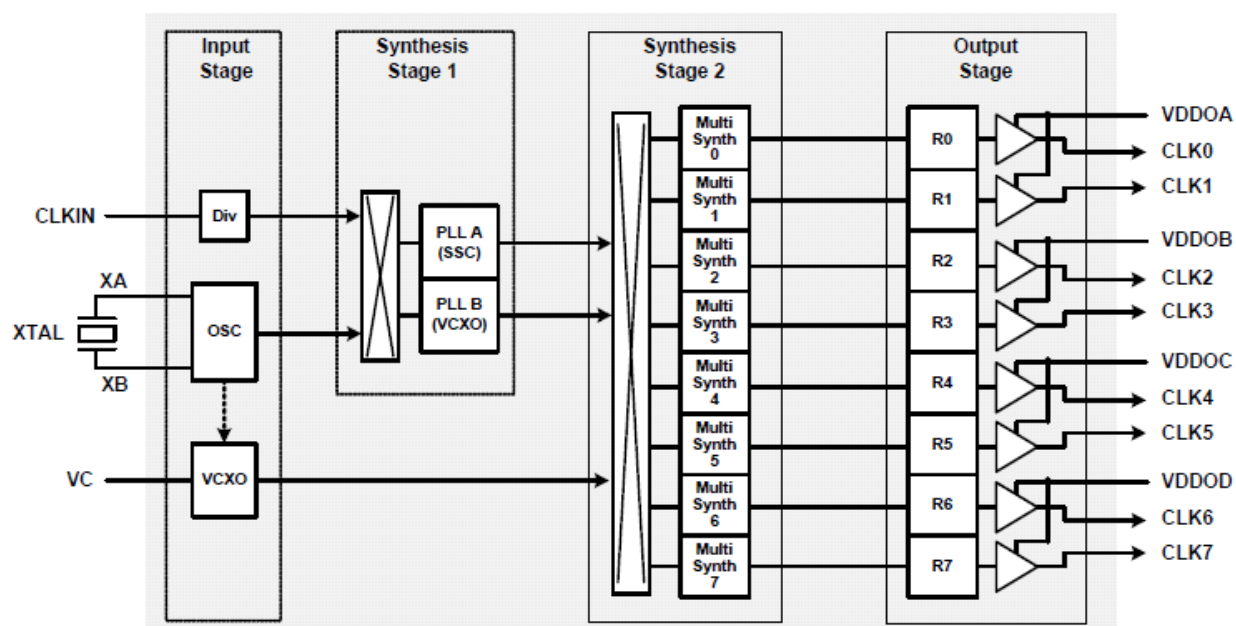 Input
Stage
Synthesis
Stage 1
Synthesis
Stage 2
Output
Stage
CLKIN
Div
XA
XTAL
XB
OSC
VC
VCXO
PLL A
(SSC)
PLL B
(VCXO)
Multi
Synth
0
Multi
Synth
1
Multi
Synth
2
Multi
Synth
3
Multi
Synth
4
Multi
Synth
5
Multi
Synth
6
Multi
Synth
7
R0
R1
R2
R3
R4
R5
R6
R7
VDDOA
CLK0
CLK1
VDDOB
CLK2
CLK3
VDDOC
CLK4
CLK5
VDDOD
CLK6
CLK7